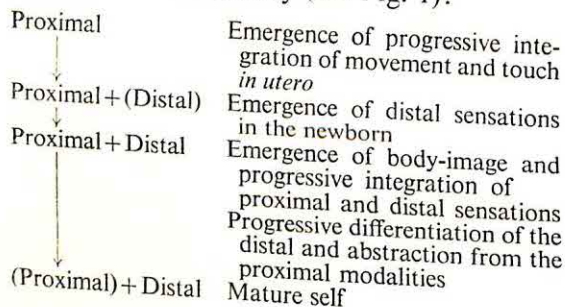 Proximal
Emergence of progressive inte-
gration of movement and touch
in utero
Proximal + (Distal)
Emergence of distal sensations
in the newborn
Proximal + Distal
Emergence of body-image and
progressive integration of
proximal and distal sensations
Progressive differentiation of the
distal and abstraction from the
proximal modalities
(Proximal) + Distal
Mature self